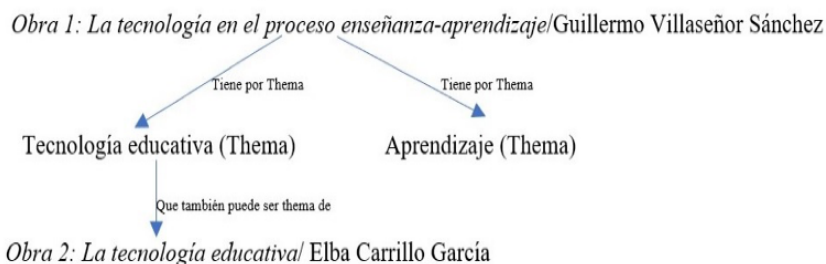 Obra 1: La tecnología en el proceso enseñanza-aprendizaje/Guillermo Villaseñor Sánchez
Tiene por Thema Tiene por Thema
Tecnología educativa (Thema) Aprendizaje (Thema)
Que también puede ser thema de
Obra 2: La tecnología educativa/ Elba Carrillo García